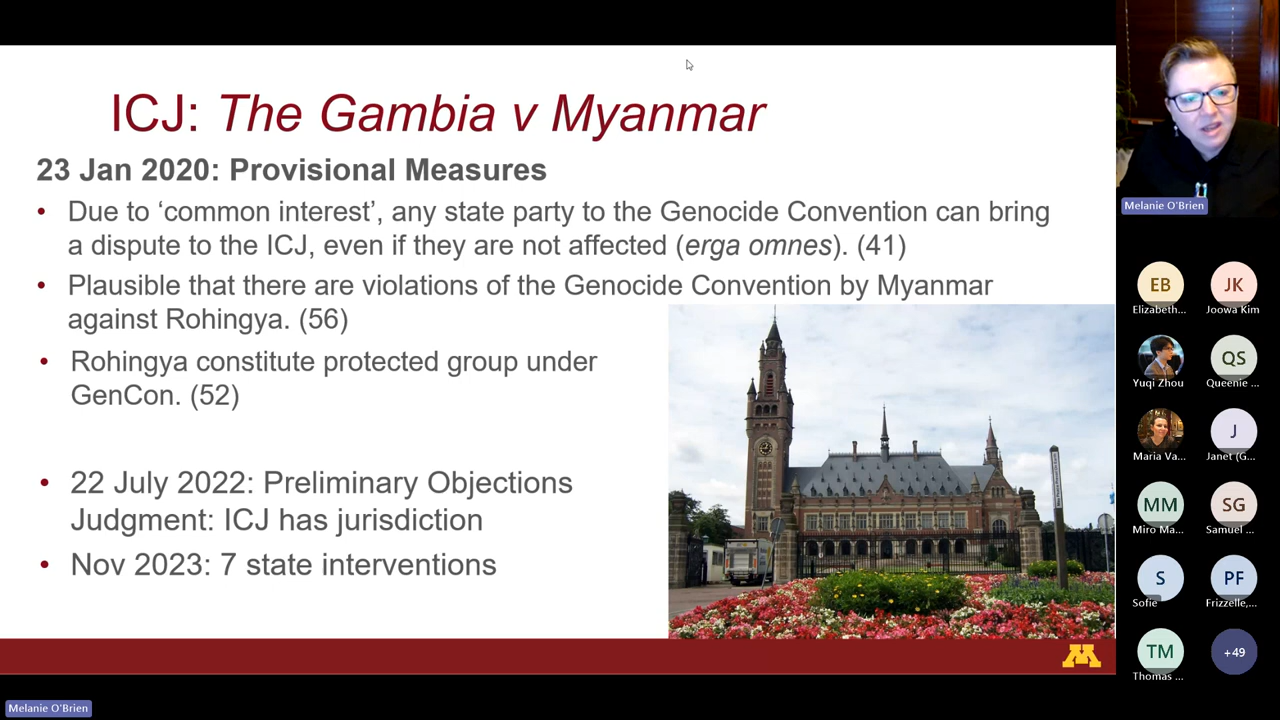 ICJ: The Gambia v Myanmar
23 Jan 2020: Provisional Measures
• Due to ‘common interest’, any state party to the Genocide Convention can bring
a dispute to the ICJ, even if they are not affected (erga omnes). (41)
• Plausible that there are violations of the Genocide Convention by Myanmar
against Rohingya. (56)
• Rohingya constitute protected group under
GenCon. (52)
• 22 July 2022: Preliminary Objections
Judgment: ICJ has jurisdiction
• Nov 2023: 7 state interventions
M
Melanie O'Brien
EB
Elizabeth...
JK
Joowa Kim
Yuqi Zhou
QS
Queenie ...
Maria Va...
J
Janet (G...
MM
Miro Ma...
SG
Samuel ...
S
Sofie
PF
Frizzelle,...
TM
Thomas ...
+49
Melanie O'Brien